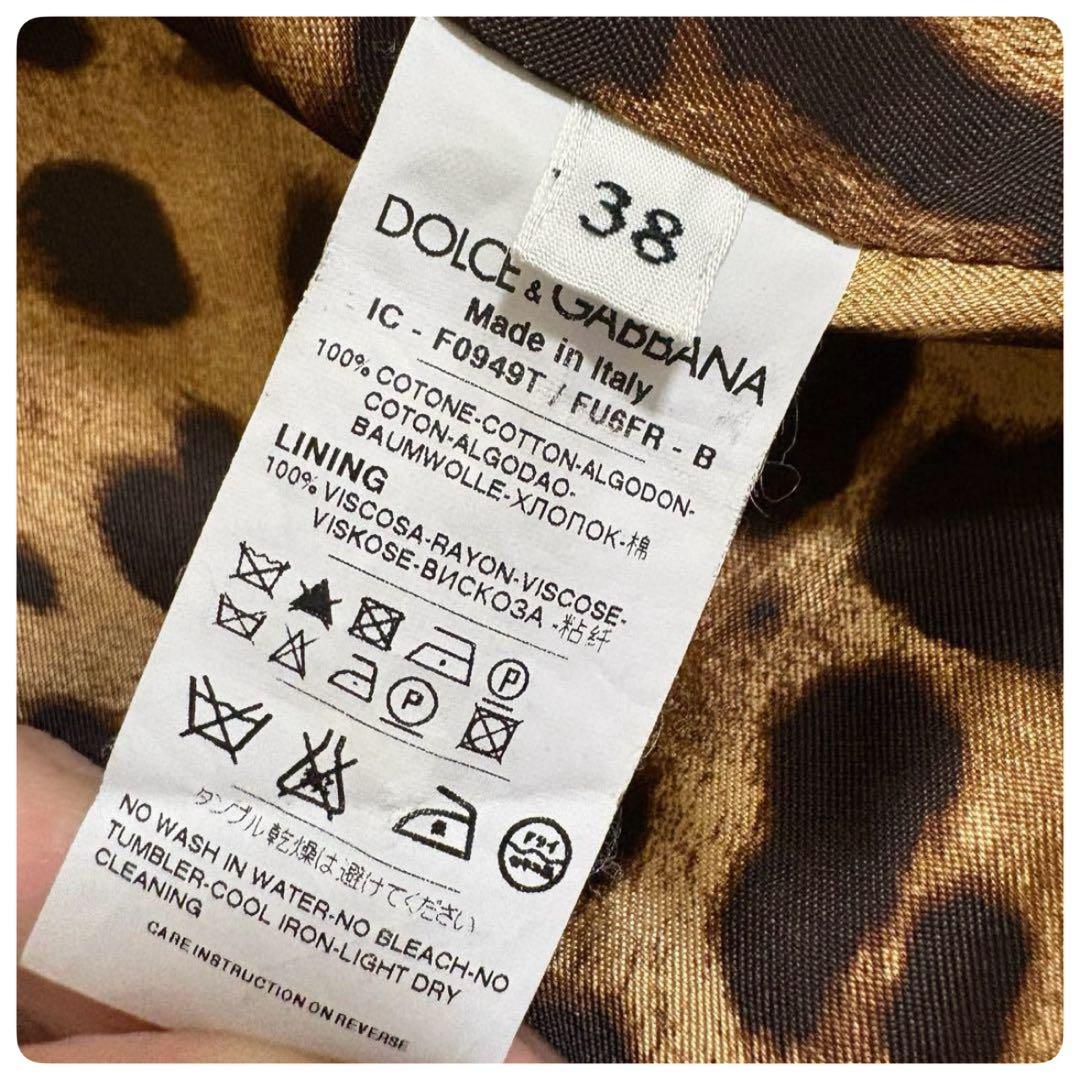 38
DOLCE & GABBANA
Made in Italy
IC - F0949T / FU6FR - B
100% COTONE-COTTON-ALGODON-
COTON-ALGODAO-
BAUMWOLLE-ХЛОПОК-棉
LINING
100% VISCOSA-RAYON-VISCOSE-
VISKOSE-ВИСКОЗА-粘纤
P
P
タンブル乾燥は避けてください
NO WASH IN WATER-NO BLEACH-NO
TUMBLER-COOL IRON-LIGHT DRY
CLEANING
CARE INSTRUCTION ON REVERSE